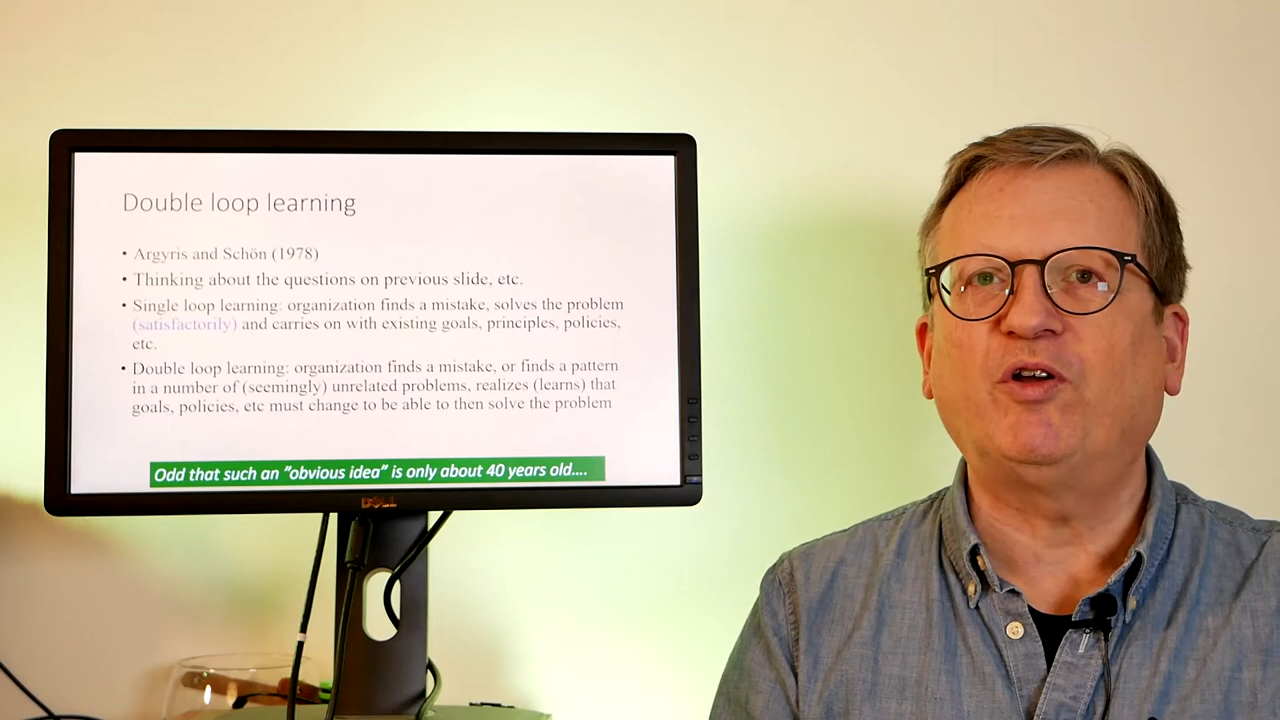 Double loop learning
• Argyris and Schön (1978)
• Thinking about the questions on previous slide, etc.
• Single loop learning: organization finds a mistake, solves the problem
(satisfactorily) and carries on with existing goals, principles, policies,
etc.
• Double loop learning: organization finds a mistake, or finds a pattern
in a number of (seemingly) unrelated problems, realizes (learns) that
goals, policies, etc must change to be able to then solve the problem
Odd that such an ”obvious idea” is only about 40 years old....
DELL